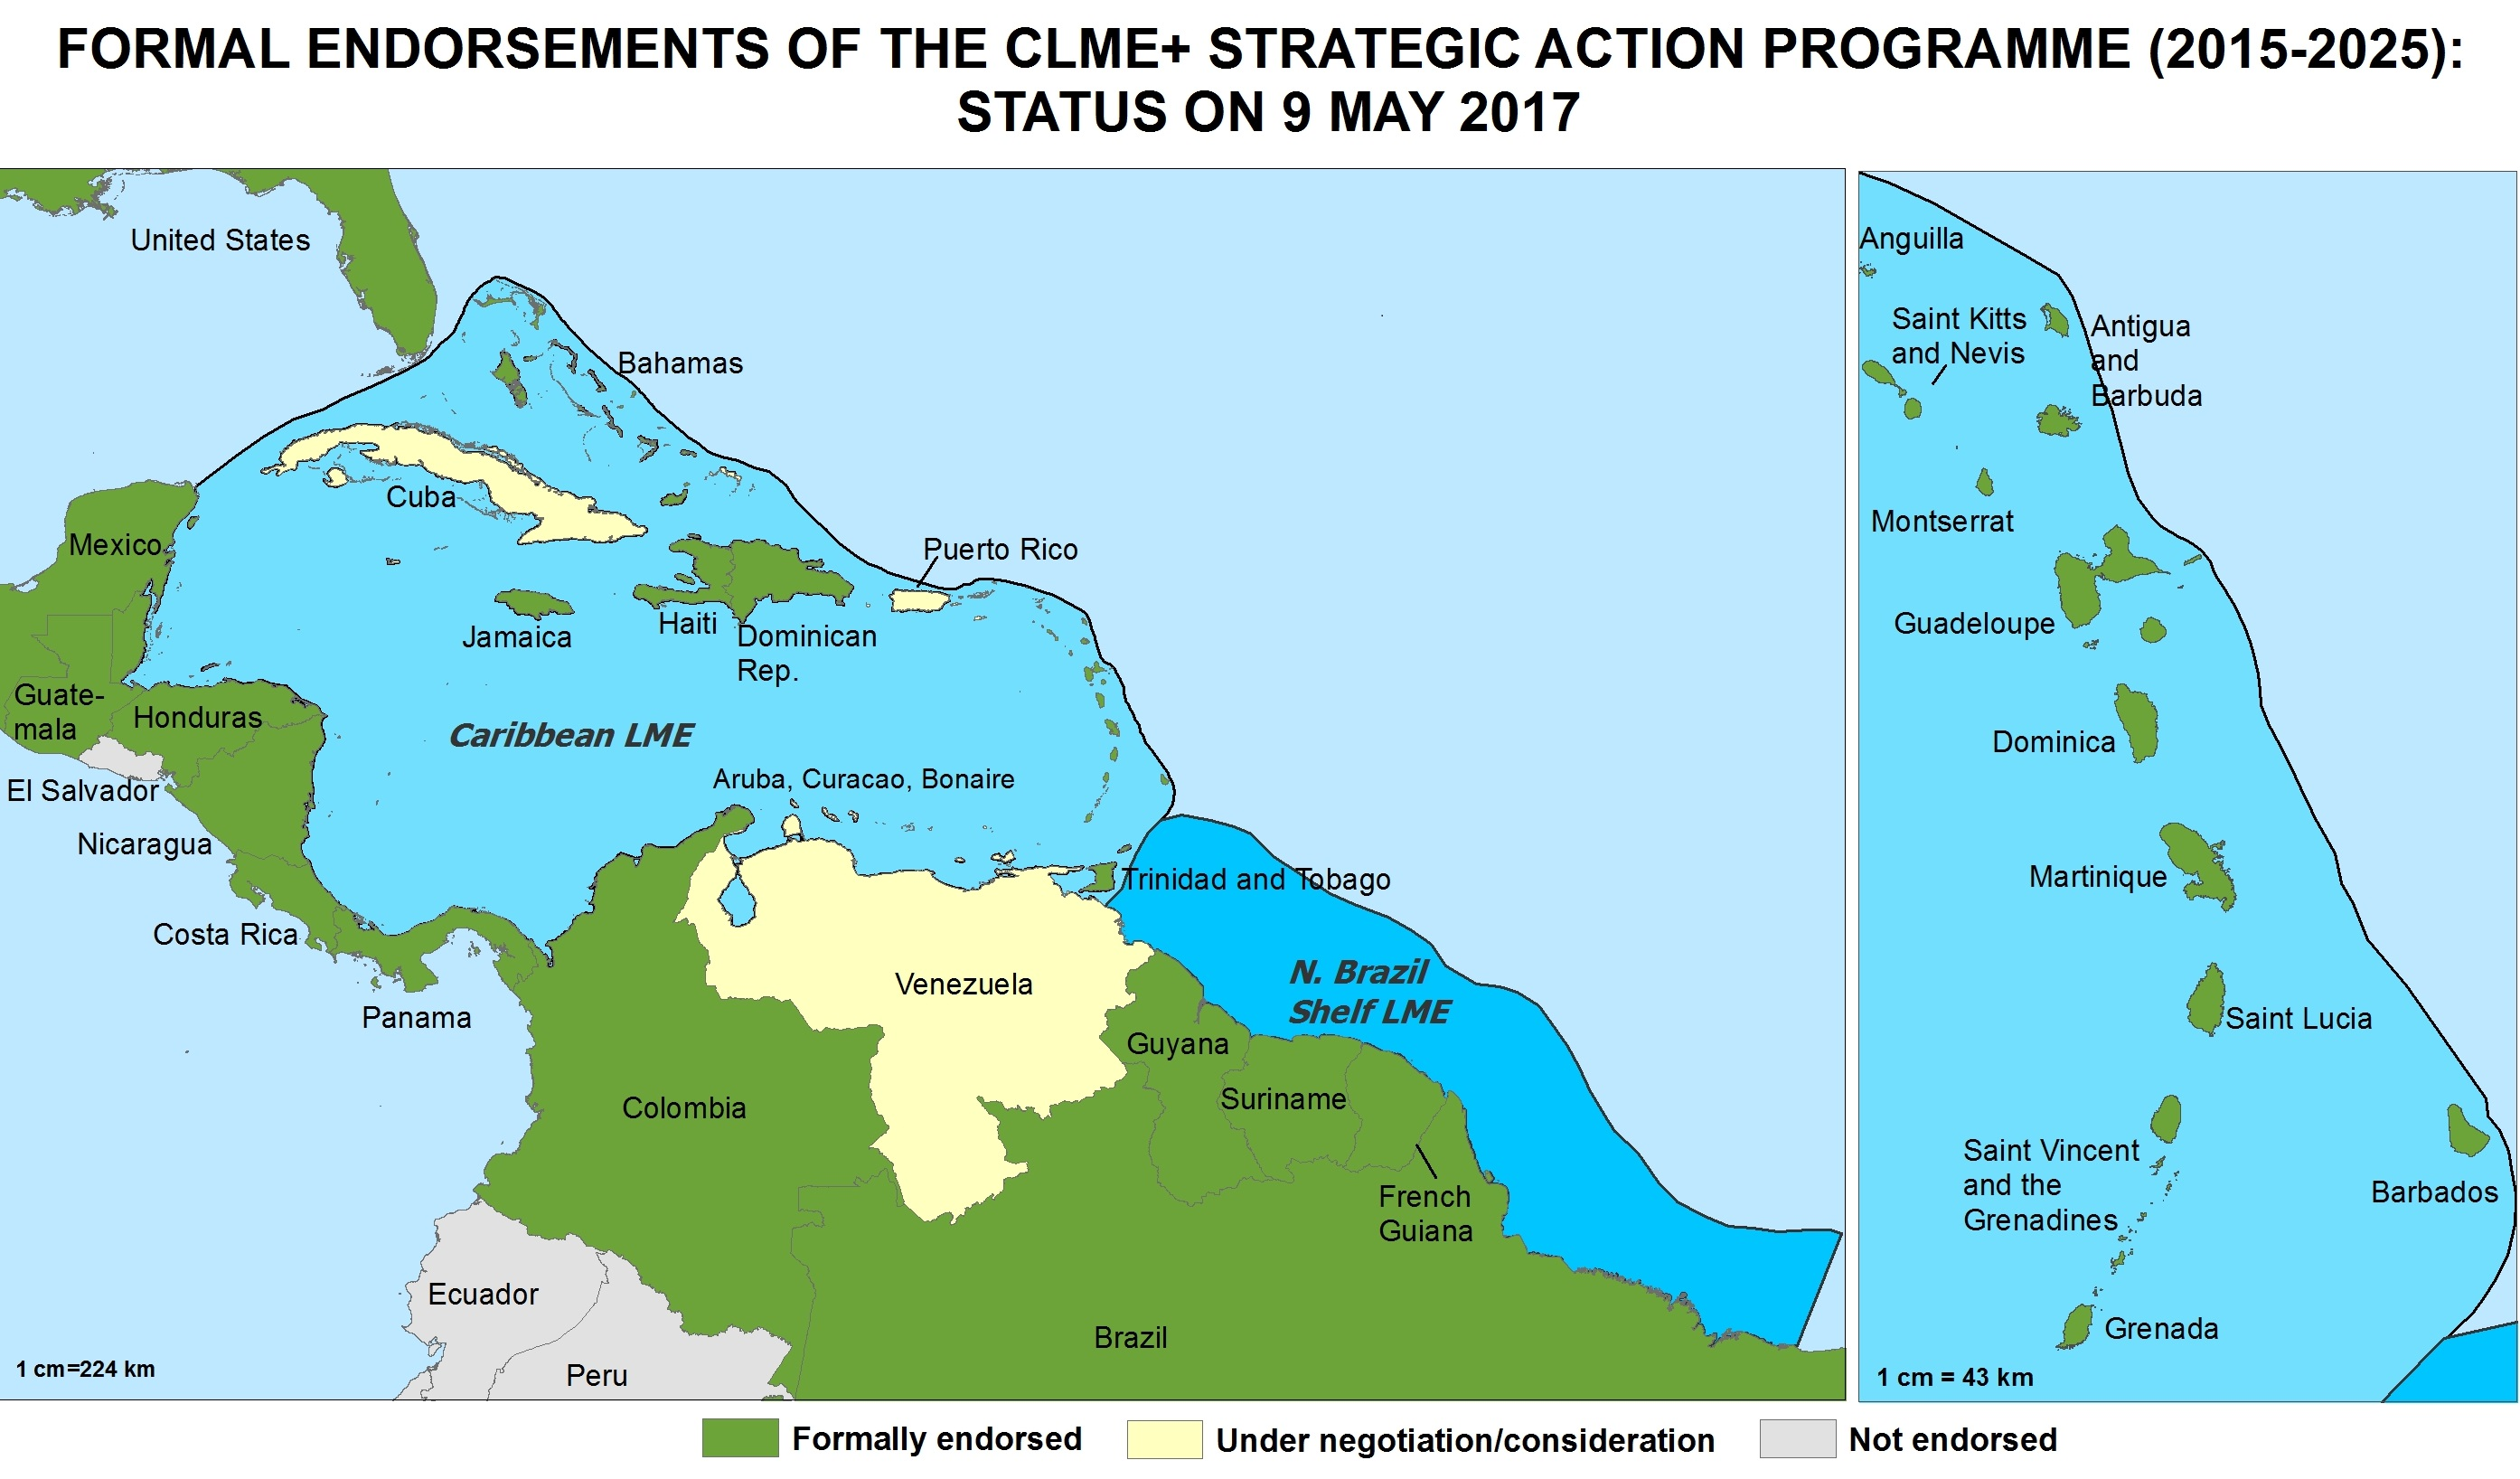 FORMAL ENDORSEMENTS OF THE CLME+ STRATEGIC ACTION PROGRAMME (2015-2025):
STATUS ON 9 MAY 2017
United States
Bahamas
Cuba
Mexico
Puerto Rico
Haiti
Jamaica
Dominican
Rep.
Guate-
mala
Honduras
Caribbean LME
Aruba, Curacao, Bonaire
El Salvador
Nicaragua
Trinidad and Tobago
Costa Rica
N. Brazil
Shelf LME
Venezuela
Panama
Guyana
Colombia
Suriname
French
Guiana
Ecuador
Brazil
Peru
1 cm=224 km
Anguilla
Saint Kitts
and Nevis
Antigua
and
Barbuda
Montserrat
Guadeloupe
Dominica
Martinique
Saint Lucia
Saint Vincent
and the
Grenadines
Barbados
Grenada
1 cm = 43 km
Formally endorsed
Under negotiation/consideration
Not endorsed